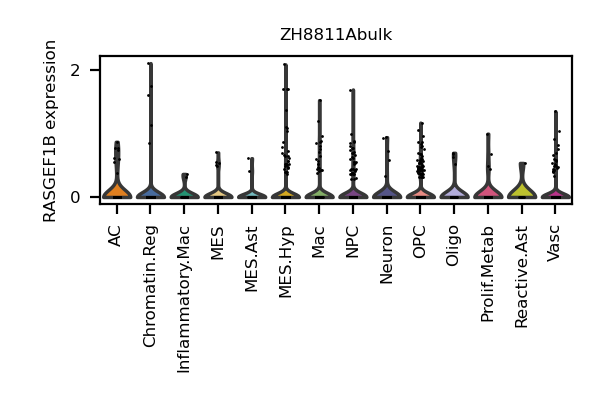 ZH8811Abulk
RASGEF1B expression
2
0
AC
Chromatin.Reg
Inflammatory.Mac
MES
MES.Ast
MES.Hyp
Mac
NPC
Neuron
OPC
Oligo
Prolif.Metab
Reactive.Ast
Vasc